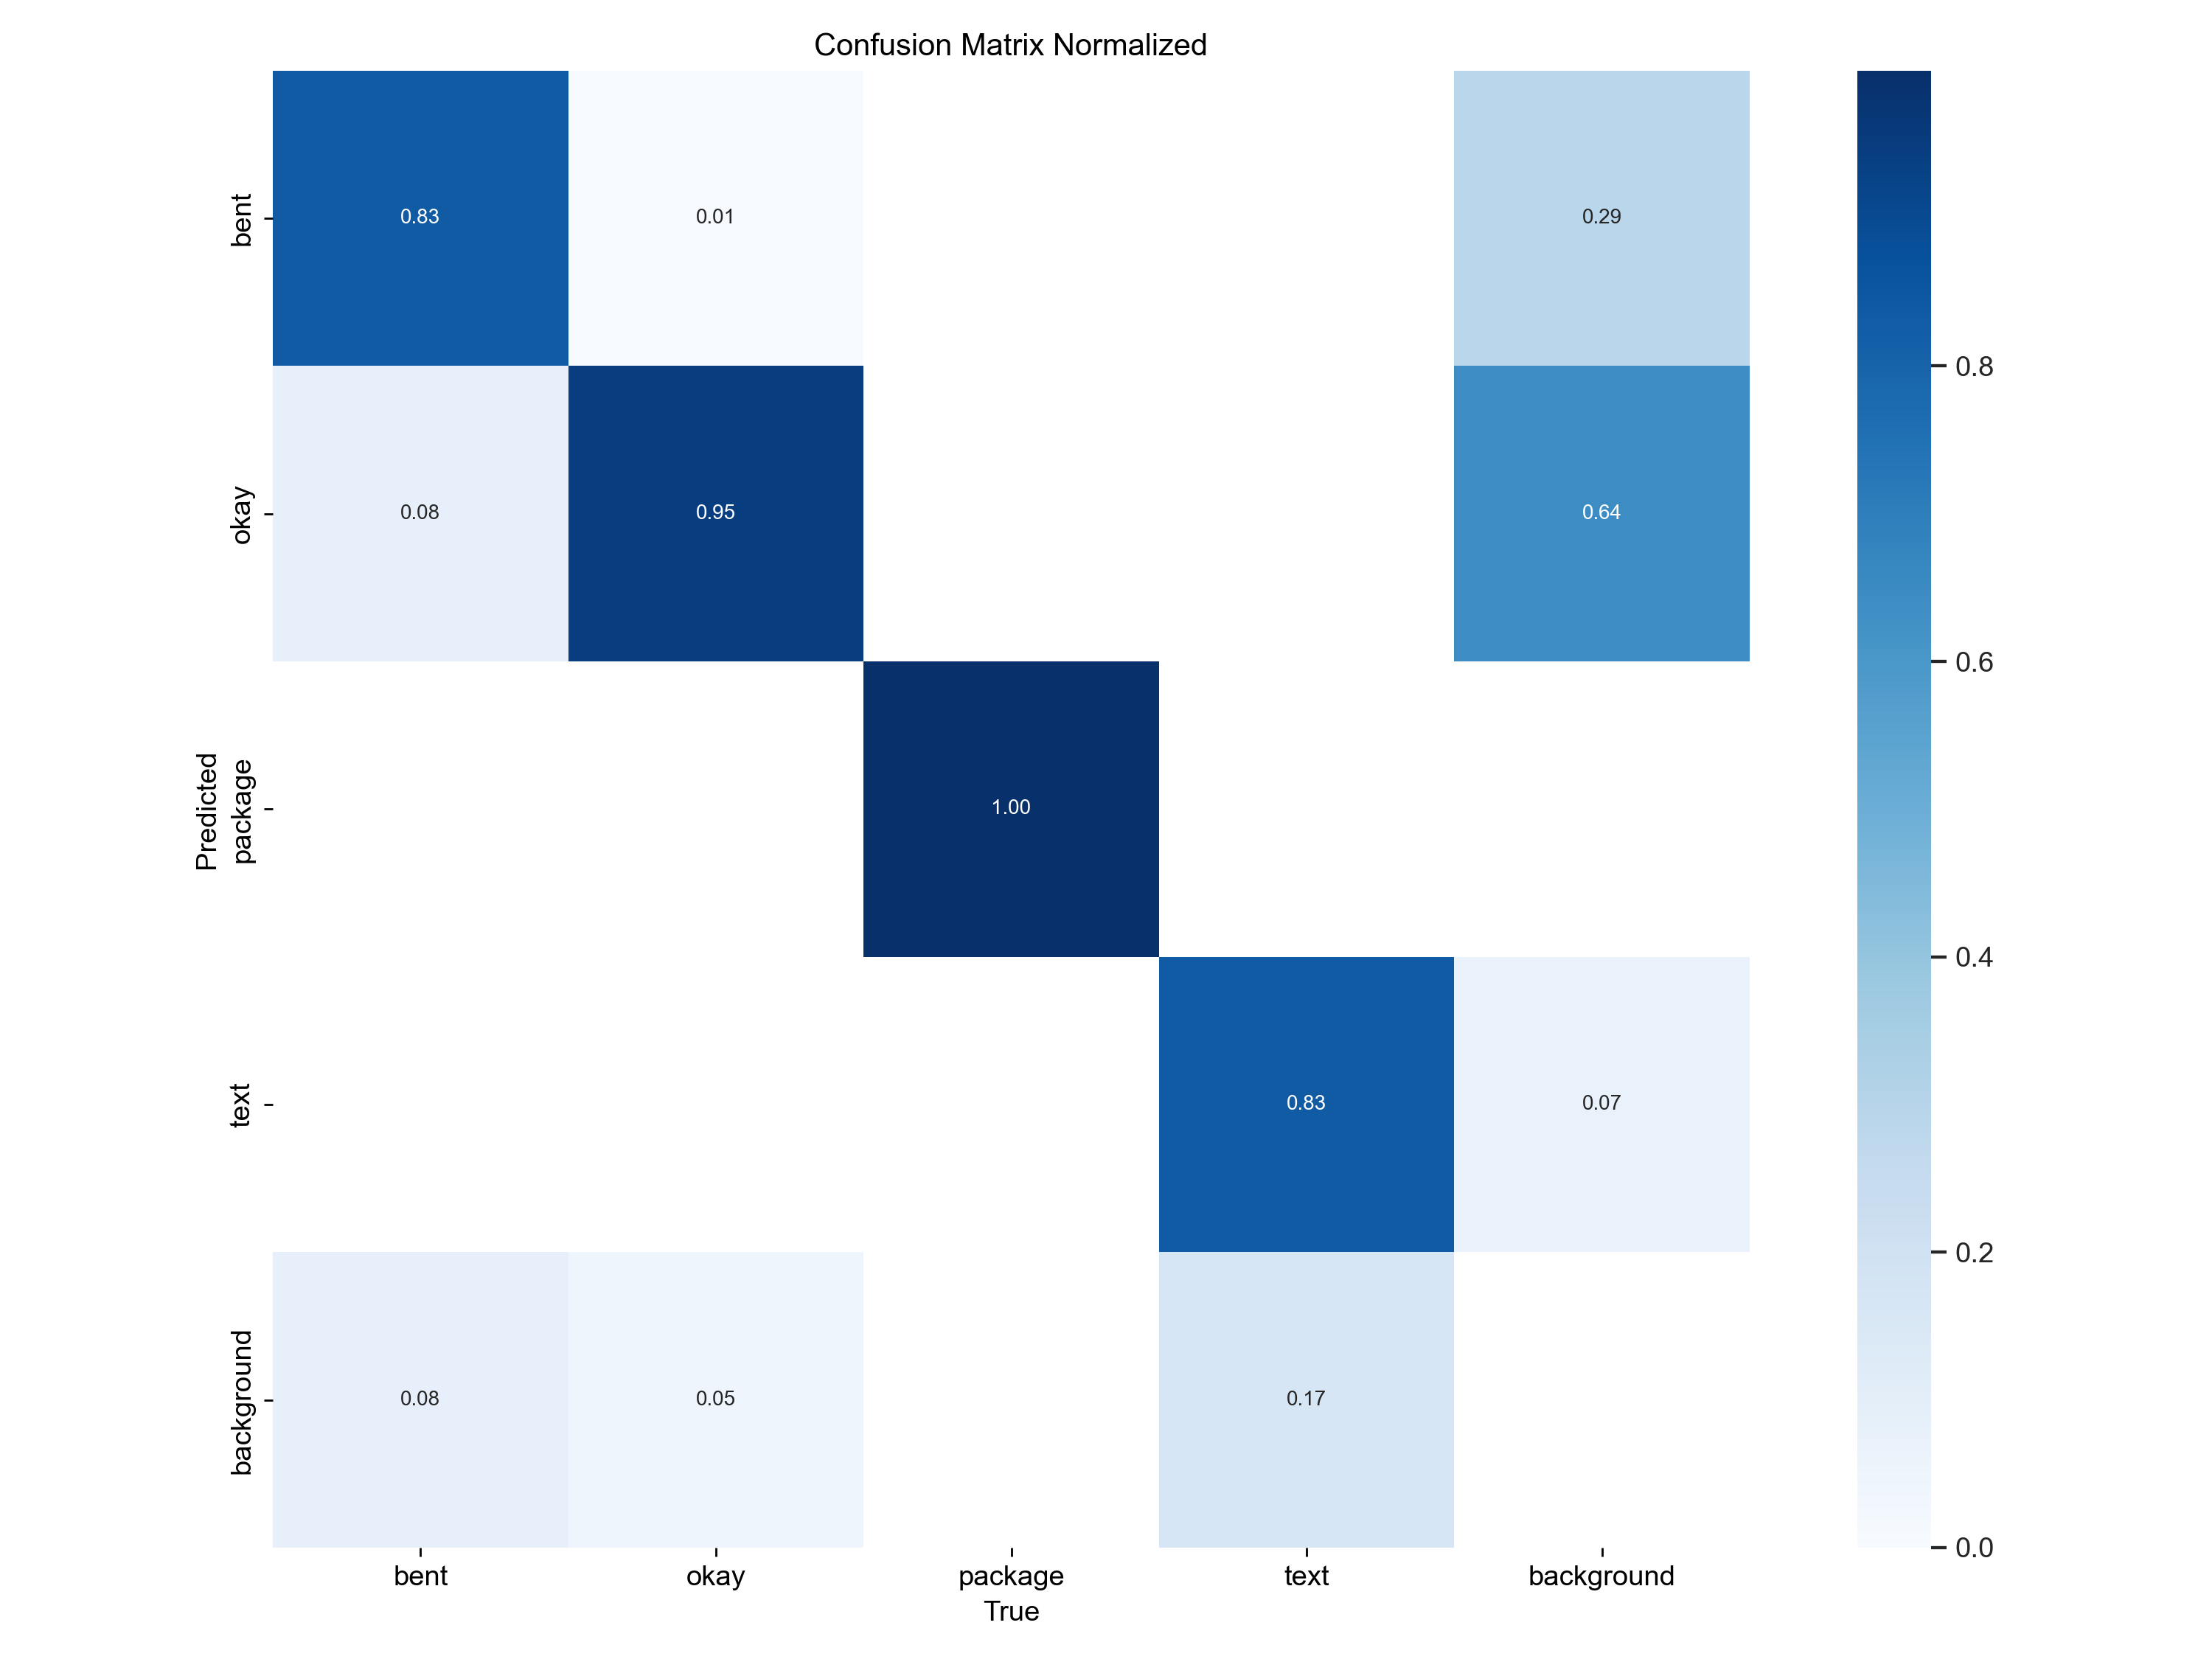 Confusion Matrix Normalized
bent
0.83
0.01
0.29
okay
0.08
0.95
0.64
Predicted
package
1.00
text
0.83
0.07
background
0.08
0.05
0.17
bent
okay
package
text
background
True
0.8
0.6
0.4
0.2
0.0